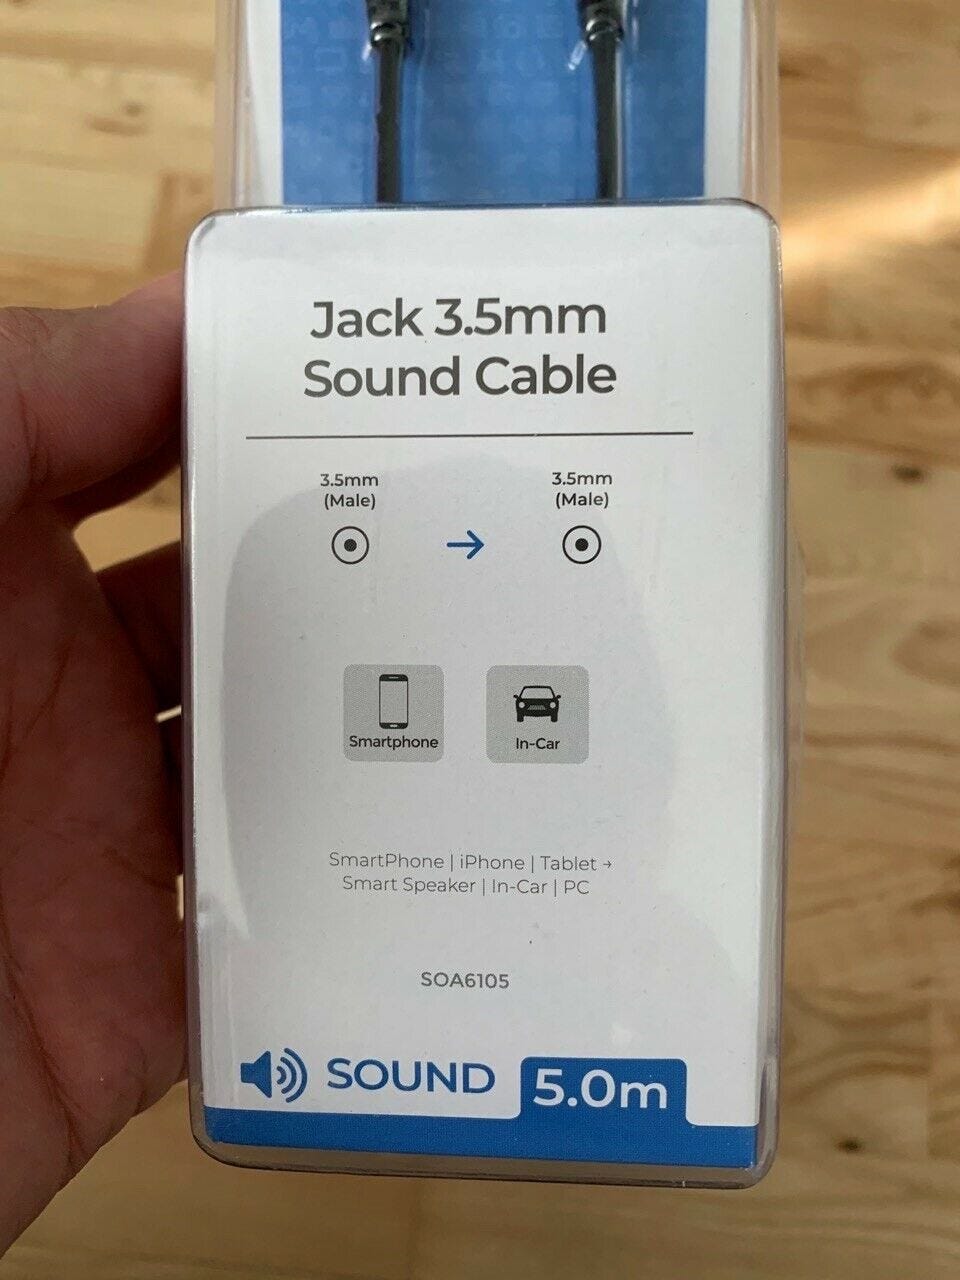 Jack 3.5mm
Sound Cable
3.5mm
(Male)
3.5mm
(Male)
Smartphone
In-Car
SmartPhone | iPhone | Tablet →
Smart Speaker | In-Car | PC
SOA6105
SOUND
5.0m